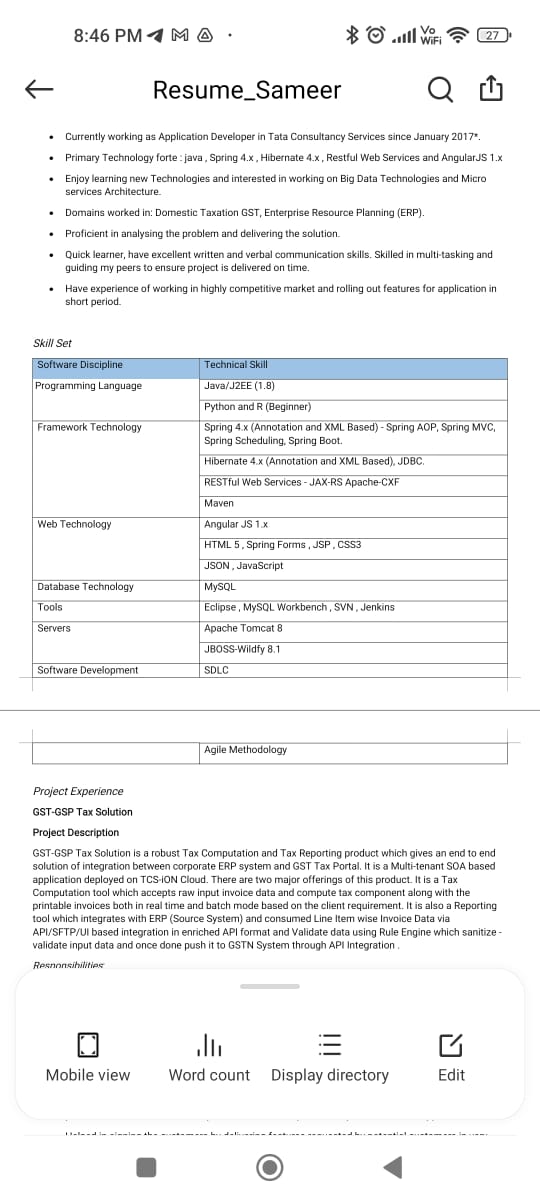 8:46 PM
Vo
WiFi
27
Resume_Sameer
• Currently working as Application Developer in Tata Consultancy Services since January 2017*.
• Primary Technology forte : java , Spring 4.x , Hibernate 4.x , Restful Web Services and AngularJS 1.x
• Enjoy learning new Technologies and interested in working on Big Data Technologies and Micro
services Architecture.
• Domains worked in: Domestic Taxation GST, Enterprise Resource Planning (ERP).
• Proficient in analysing the problem and delivering the solution.
• Quick learner, have excellent written and verbal communication skills. Skilled in multi-tasking and
guiding my peers to ensure project is delivered on time.
• Have experience of working in highly competitive market and rolling out features for application in
short period.
Skill Set
Software Discipline Technical Skill
Programming Language Java/J2EE (1.8)
Python and R (Beginner)
Framework Technology Spring 4.x (Annotation and XML Based) - Spring AOP, Spring MVC,
Spring Scheduling, Spring Boot.
Hibernate 4.x (Annotation and XML Based), JDBC.
RESTful Web Services - JAX-RS Apache-CXF
Maven
Web Technology Angular JS 1.x
HTML 5 , Spring Forms , JSP , CSS3
JSON , JavaScript
Database Technology MySQL
Tools Eclipse , MySQL Workbench , SVN , Jenkins
Servers Apache Tomcat 8
JBOSS-Wildfy 8.1
Software Development SDLC
Agile Methodology
Project Experience
GST-GSP Tax Solution
Project Description
GST-GSP Tax Solution is a robust Tax Computation and Tax Reporting product which gives an end to end
solution of integration between corporate ERP system and GST Tax Portal. It is a Multi-tenant SOA based
application deployed on TCS-iON Cloud. There are two major offerings of this product. It is a Tax
Computation tool which accepts raw input invoice data and compute tax component along with the
printable invoices both in real time and batch mode based on the client requirement. It is also a Reporting
tool which integrates with ERP (Source System) and consumed Line Item wise Invoice Data via
API/SFTP/UI based integration in enriched API format and Validate data using Rule Engine which sanitize -
validate input data and once done push it to GSTN System through API Integration .
Responsibilities:
Mobile view Word count Display directory Edit